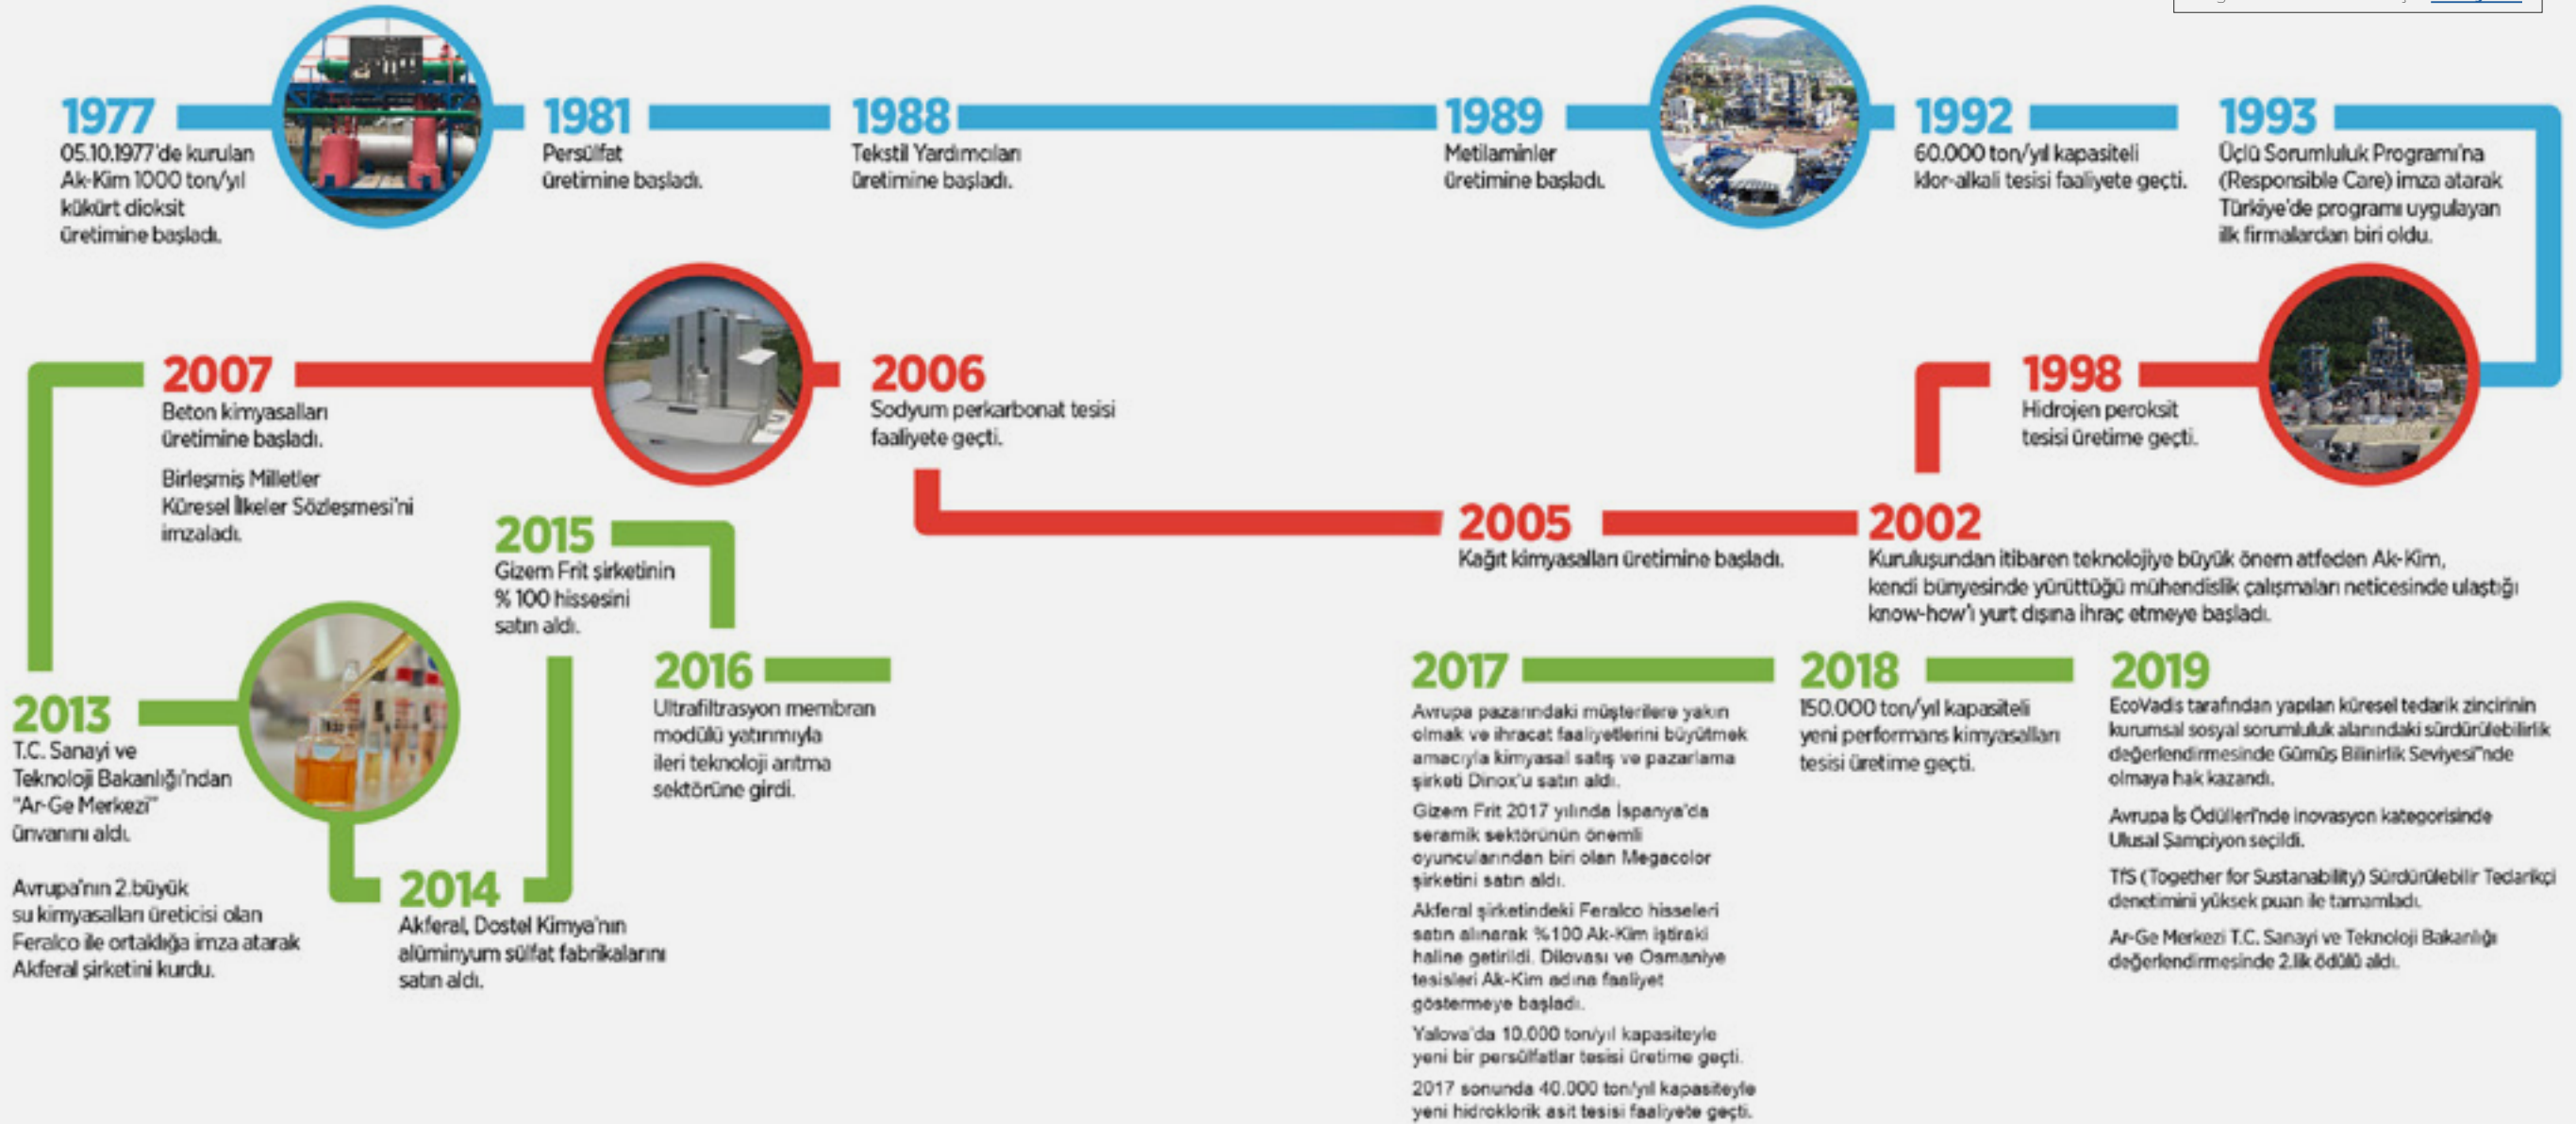 1977
05.10.1977'de kurulan
Ak-Kim 1000 ton/yıl
kükürt dioksit
üretimine başladı.
1981
Persülfat
üretimine başladı.
1988
Tekstil Yardımcıları
üretimine başladı.
1989
Metilaminler
üretimine başladı.
1992
60.000 ton/yıl kapasiteli
klor-alkali tesisi faaliyete geçti.
1993
Üçlü Sorumluluk Programı'na
(Responsible Care) imza atarak
Türkiye'de programı uygulayan
ilk firmalardan biri oldu.
1998
Hidrojen peroksit
tesisi üretime geçti.
2002
Kuruluşundan itibaren teknolojiye büyük önem atfeden Ak-Kim,
kendi bünyesinde yürüttüğü mühendislik çalışmaları neticesinde ulaştığı
know-how'ı yurt dışına ihraç etmeye başladı.
2005
Kağıt kimyasalları üretimine başladı.
2006
Sodyum perkarbonat tesisi
faaliyete geçti.
2007
Beton kimyasalları
üretimine başladı.
Birleşmiş Milletler
Küresel İlkeler Sözleşmesi'ni
imzaladı.
2013
T.C. Sanayi ve
Teknoloji Bakanlığı'ndan
"Ar-Ge Merkezi"
ünvanını aldı.
Avrupa'nın 2.büyük
su kimyasalları üreticisi olan
Feralco ile ortaklığa imza atarak
Akferal şirketini kurdu.
2014
Akferal, Dostel Kimya'nın
alüminyum sülfat fabrikalarını
satın aldı.
2015
Gizem Frit şirketinin
% 100 hissesini
satın aldı.
2016
Ultrafiltrasyon membran
modülü yatırımıyla
ileri teknoloji arıtma
sektörüne girdi.
2017
Avrupa pazarındaki müşterilere yakın
olmak ve ihracat faaliyetlerini büyütmek
amacıyla kimyasal satış ve pazarlama
şirketi Dinox'u satın aldı.
Gizem Frit 2017 yılında İspanya'da
seramik sektörünün önemli
oyuncularından biri olan Megacolor
şirketini satın aldı.
Akferal şirketindeki Feralco hisseleri
satın alınarak %100 Ak-Kim iştiraki
haline getirildi. Dilovası ve Osmaniye
tesisleri Ak-Kim adına faaliyet
göstermeye başladı.
Yalova'da 10.000 ton/yıl kapasiteyle
yeni bir persülfatlar tesisi üretime geçti.
2017 sonunda 40.000 ton/yıl kapasiteyle
yeni hidroklorik asit tesisi faaliyete geçti.
2018
150.000 ton/yıl kapasiteli
yeni performans kimyasalları
tesisi üretime geçti.
2019
EcoVadis tarafından yapılan küresel tedarik zincirinin
kurumsal sosyal sorumluluk alanındaki sürdürülebilirlik
değerlendirmesinde Gümüş Bilinirlik Seviyesi"nde
olmaya hak kazandı.
Avrupa İş Ödülleri'nde inovasyon kategorisinde
Ulusal Şampiyon seçildi.
TfS (Together for Sustanability) Sürdürülebilir Tedarikçi
denetimini yüksek puan ile tamamladı.
Ar-Ge Merkezi T.C. Sanayi ve Teknoloji Bakanlığı
değerlendirmesinde 2.lik ödülü aldı.